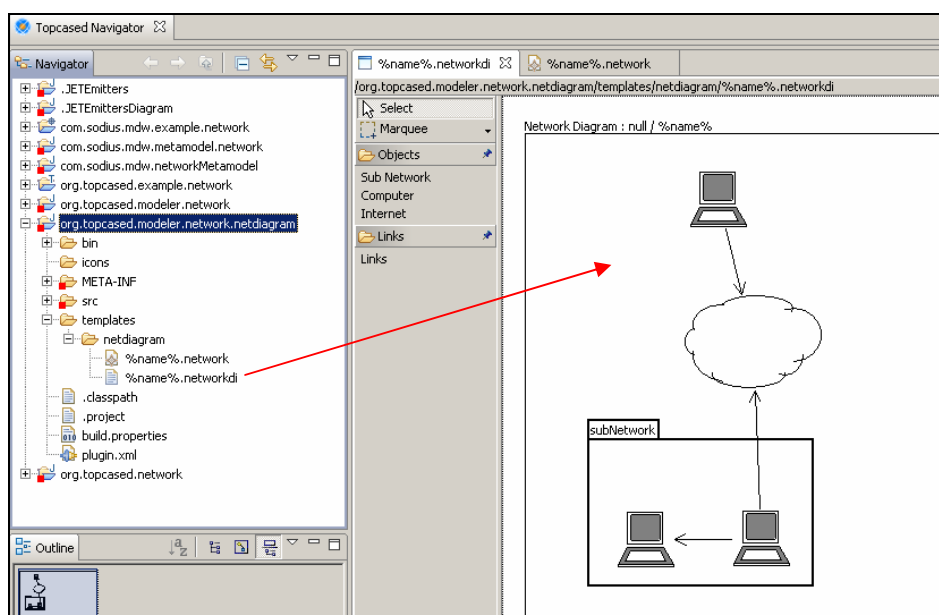 Topcased Navigator
Navigator
.JETEmitters
.JETEmittersDiagram
com.sodius.mdw.example.network
com.sodius.mdw.metamodel.network
com.sodius.mdw.networkMetamodel
org.topcased.example.network
org.topcased.modeler.network
org.topcased.modeler.network.netdiagram
bin
icons
META-INF
src
templates
netdiagram
%name%.network
%name%.networkdi
.classpath
.project
build.properties
plugin.xml
org.topcased.network
Outline
%name%.networkdi
%name%.network
/org.topcased.modeler.network.netdiagram/templates/netdiagram/%name%.networkdi
Select
Marquee
Objects
Sub Network
Computer
Internet
Links
Links
Network Diagram : null / %name%
subNetwork